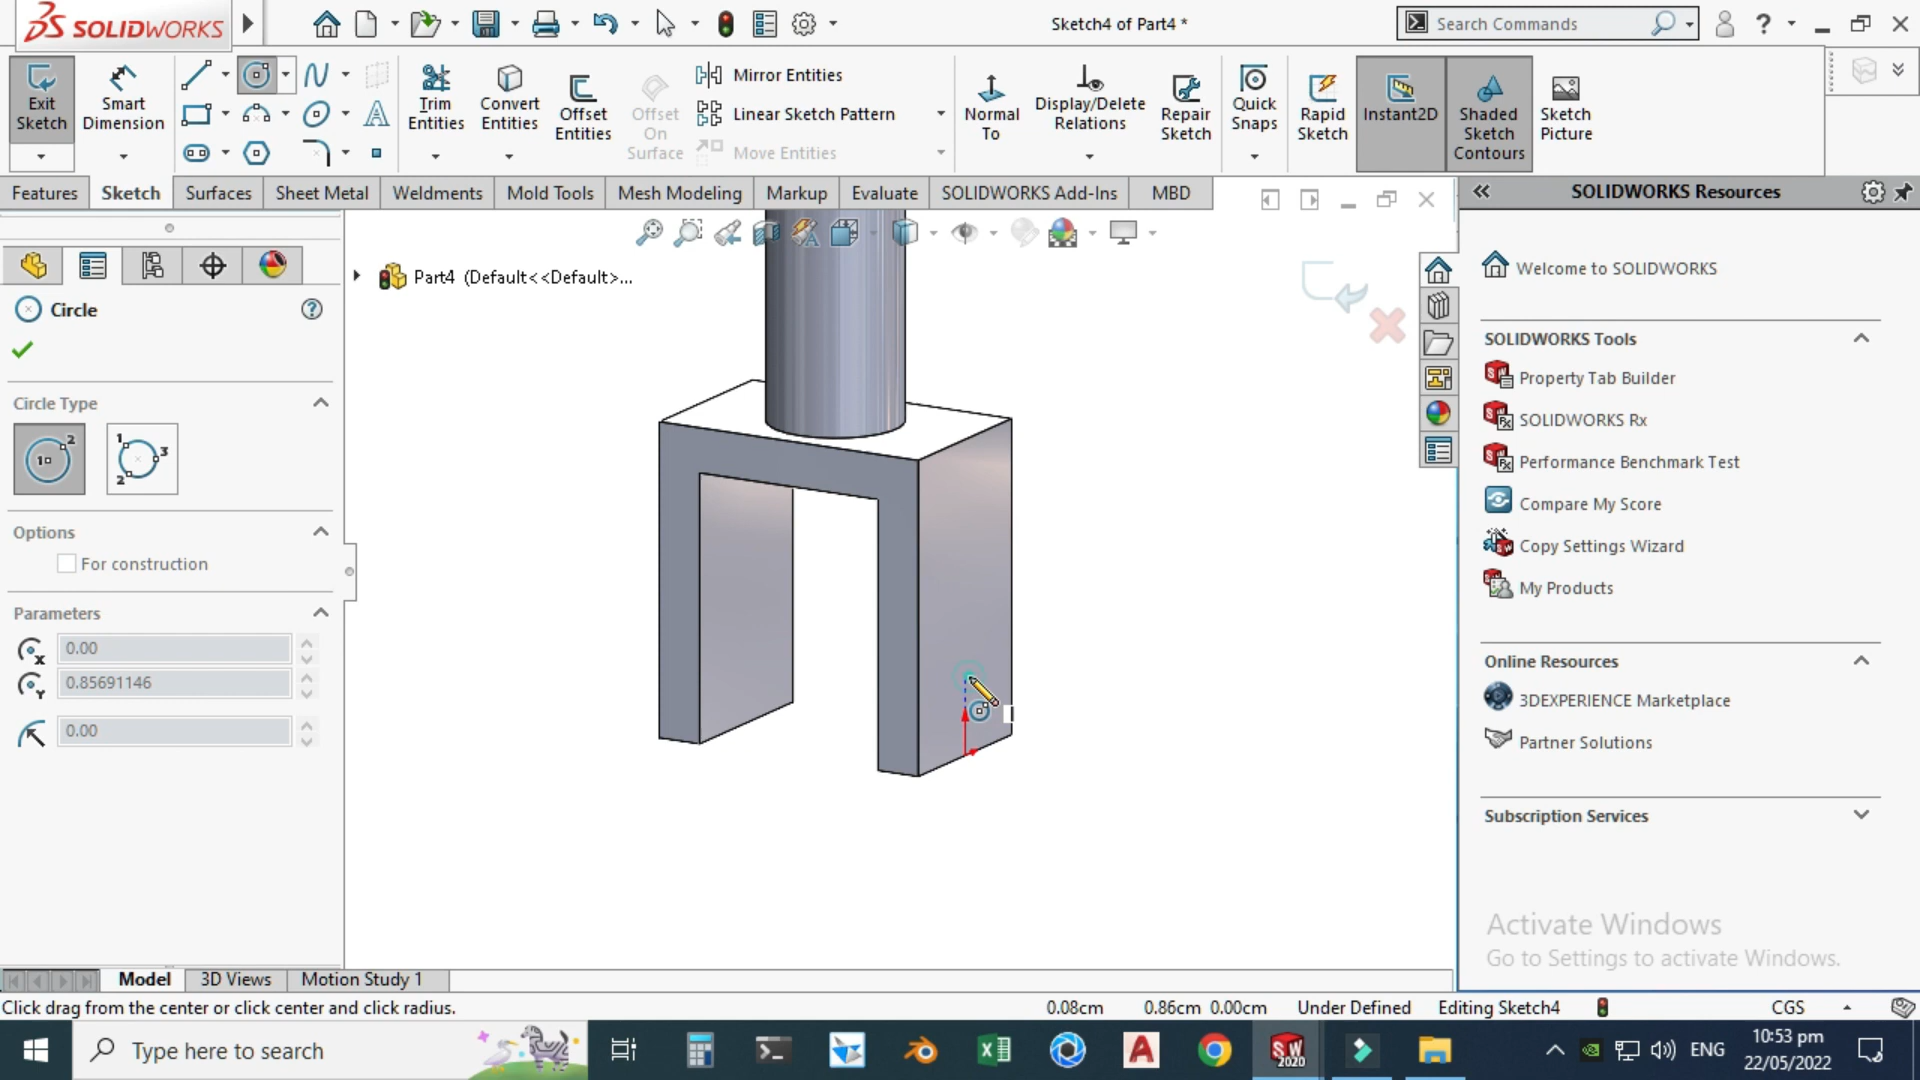 SOLIDWORKS
Sketch4 of Part4 *
Search Commands
?
Exit Sketch
Smart Dimension
Trim Entities
Convert Entities
Offset Entities
Offset On Surface
Mirror Entities
Linear Sketch Pattern
Move Entities
Normal To
Display/Delete Relations
Repair Sketch
Quick Snaps
Rapid Sketch
Instant2D
Shaded Sketch Contours
Sketch Picture
Features
Sketch
Surfaces
Sheet Metal
Weldments
Mold Tools
Mesh Modeling
Markup
Evaluate
SOLIDWORKS Add-Ins
MBD
SOLIDWORKS Resources
Part4 (Default<<Default>...
Circle
Circle Type
Options
For construction
Parameters
0.00
0.85691146
0.00
Welcome to SOLIDWORKS
SOLIDWORKS Tools
Property Tab Builder
SOLIDWORKS Rx
Performance Benchmark Test
Compare My Score
Copy Settings Wizard
My Products
Online Resources
3DEXPERIENCE Marketplace
Partner Solutions
Subscription Services
Activate Windows
Go to Settings to activate Windows.
Model
3D Views
Motion Study 1
Click drag from the center or click center and click radius.
0.08cm
0.86cm 0.00cm
Under Defined
Editing Sketch4
CGS
Type here to search
SW 2020
ENG
10:53 pm
22/05/2022